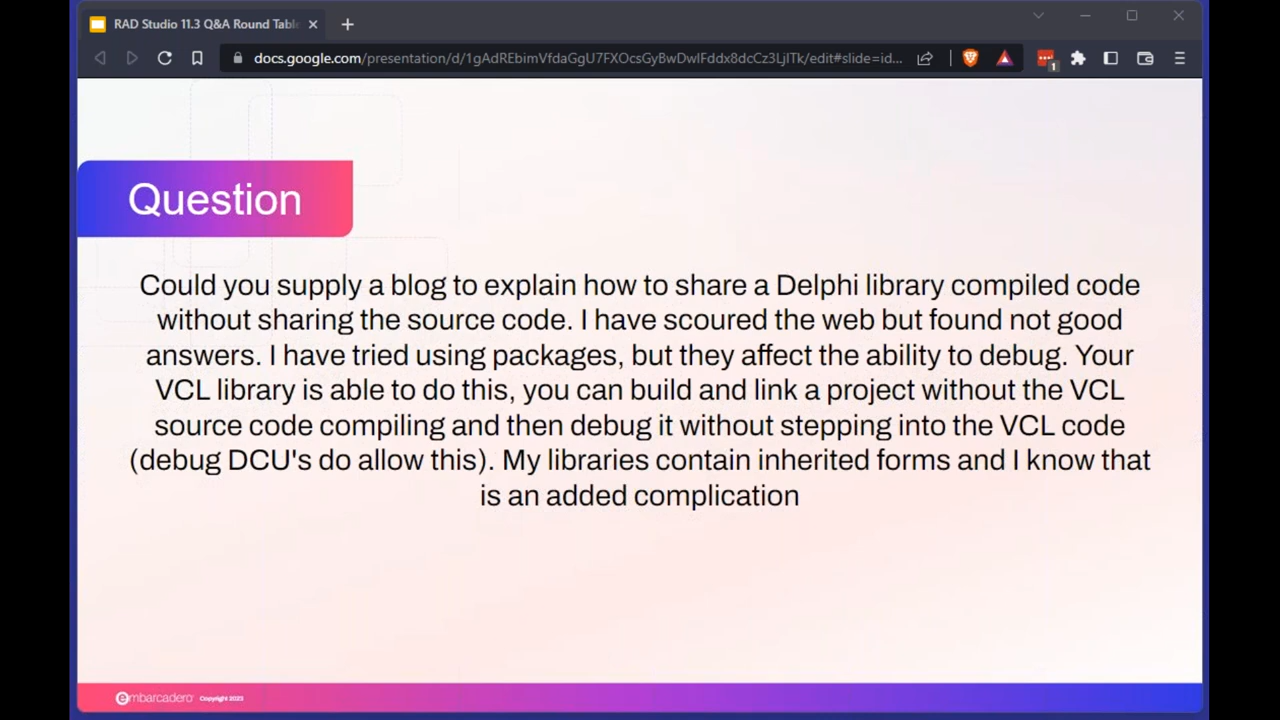 RAD Studio 11.3 Q&A Round Table
docs.google.com/presentation/d/1gAdREbimVfdaGgU7FXOcsGyBwDwIFddx8dcCz3LjITk/edit#slide=id...
1
Question
Could you supply a blog to explain how to share a Delphi library compiled code
without sharing the source code. I have scoured the web but found not good
answers. I have tried using packages, but they affect the ability to debug. Your
VCL library is able to do this, you can build and link a project without the VCL
source code compiling and then debug it without stepping into the VCL code
(debug DCU's do allow this). My libraries contain inherited forms and I know that
is an added complication
embarcadero Copyright 2023